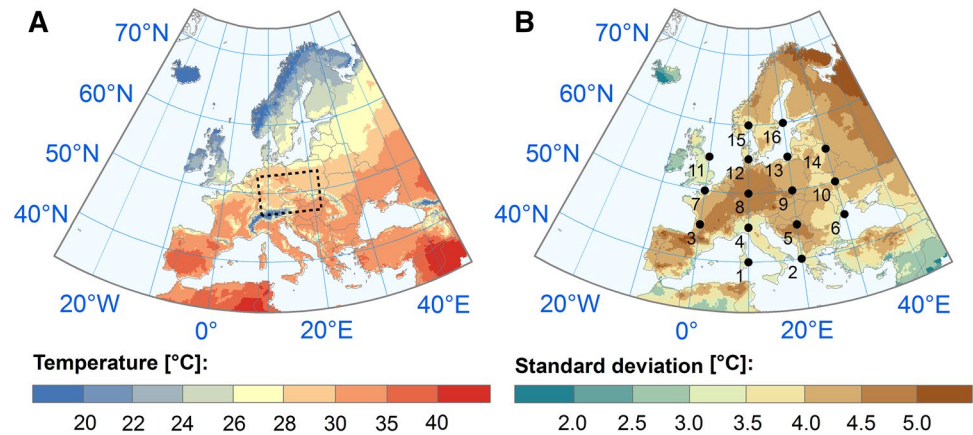 A
70°N
60°N
50°N
40°N
20°W
0°
20°E
40°E
Temperature [°C]:
20 22 24 26 28 30 35 40
B
70°N
60°N
50°N
40°N
20°W
0°
20°E
40°E
15 16
11 12 13 14
7 8 9 10
3 4 5 6
1 2
Standard deviation [°C]:
2.0 2.5 3.0 3.5 4.0 4.5 5.0